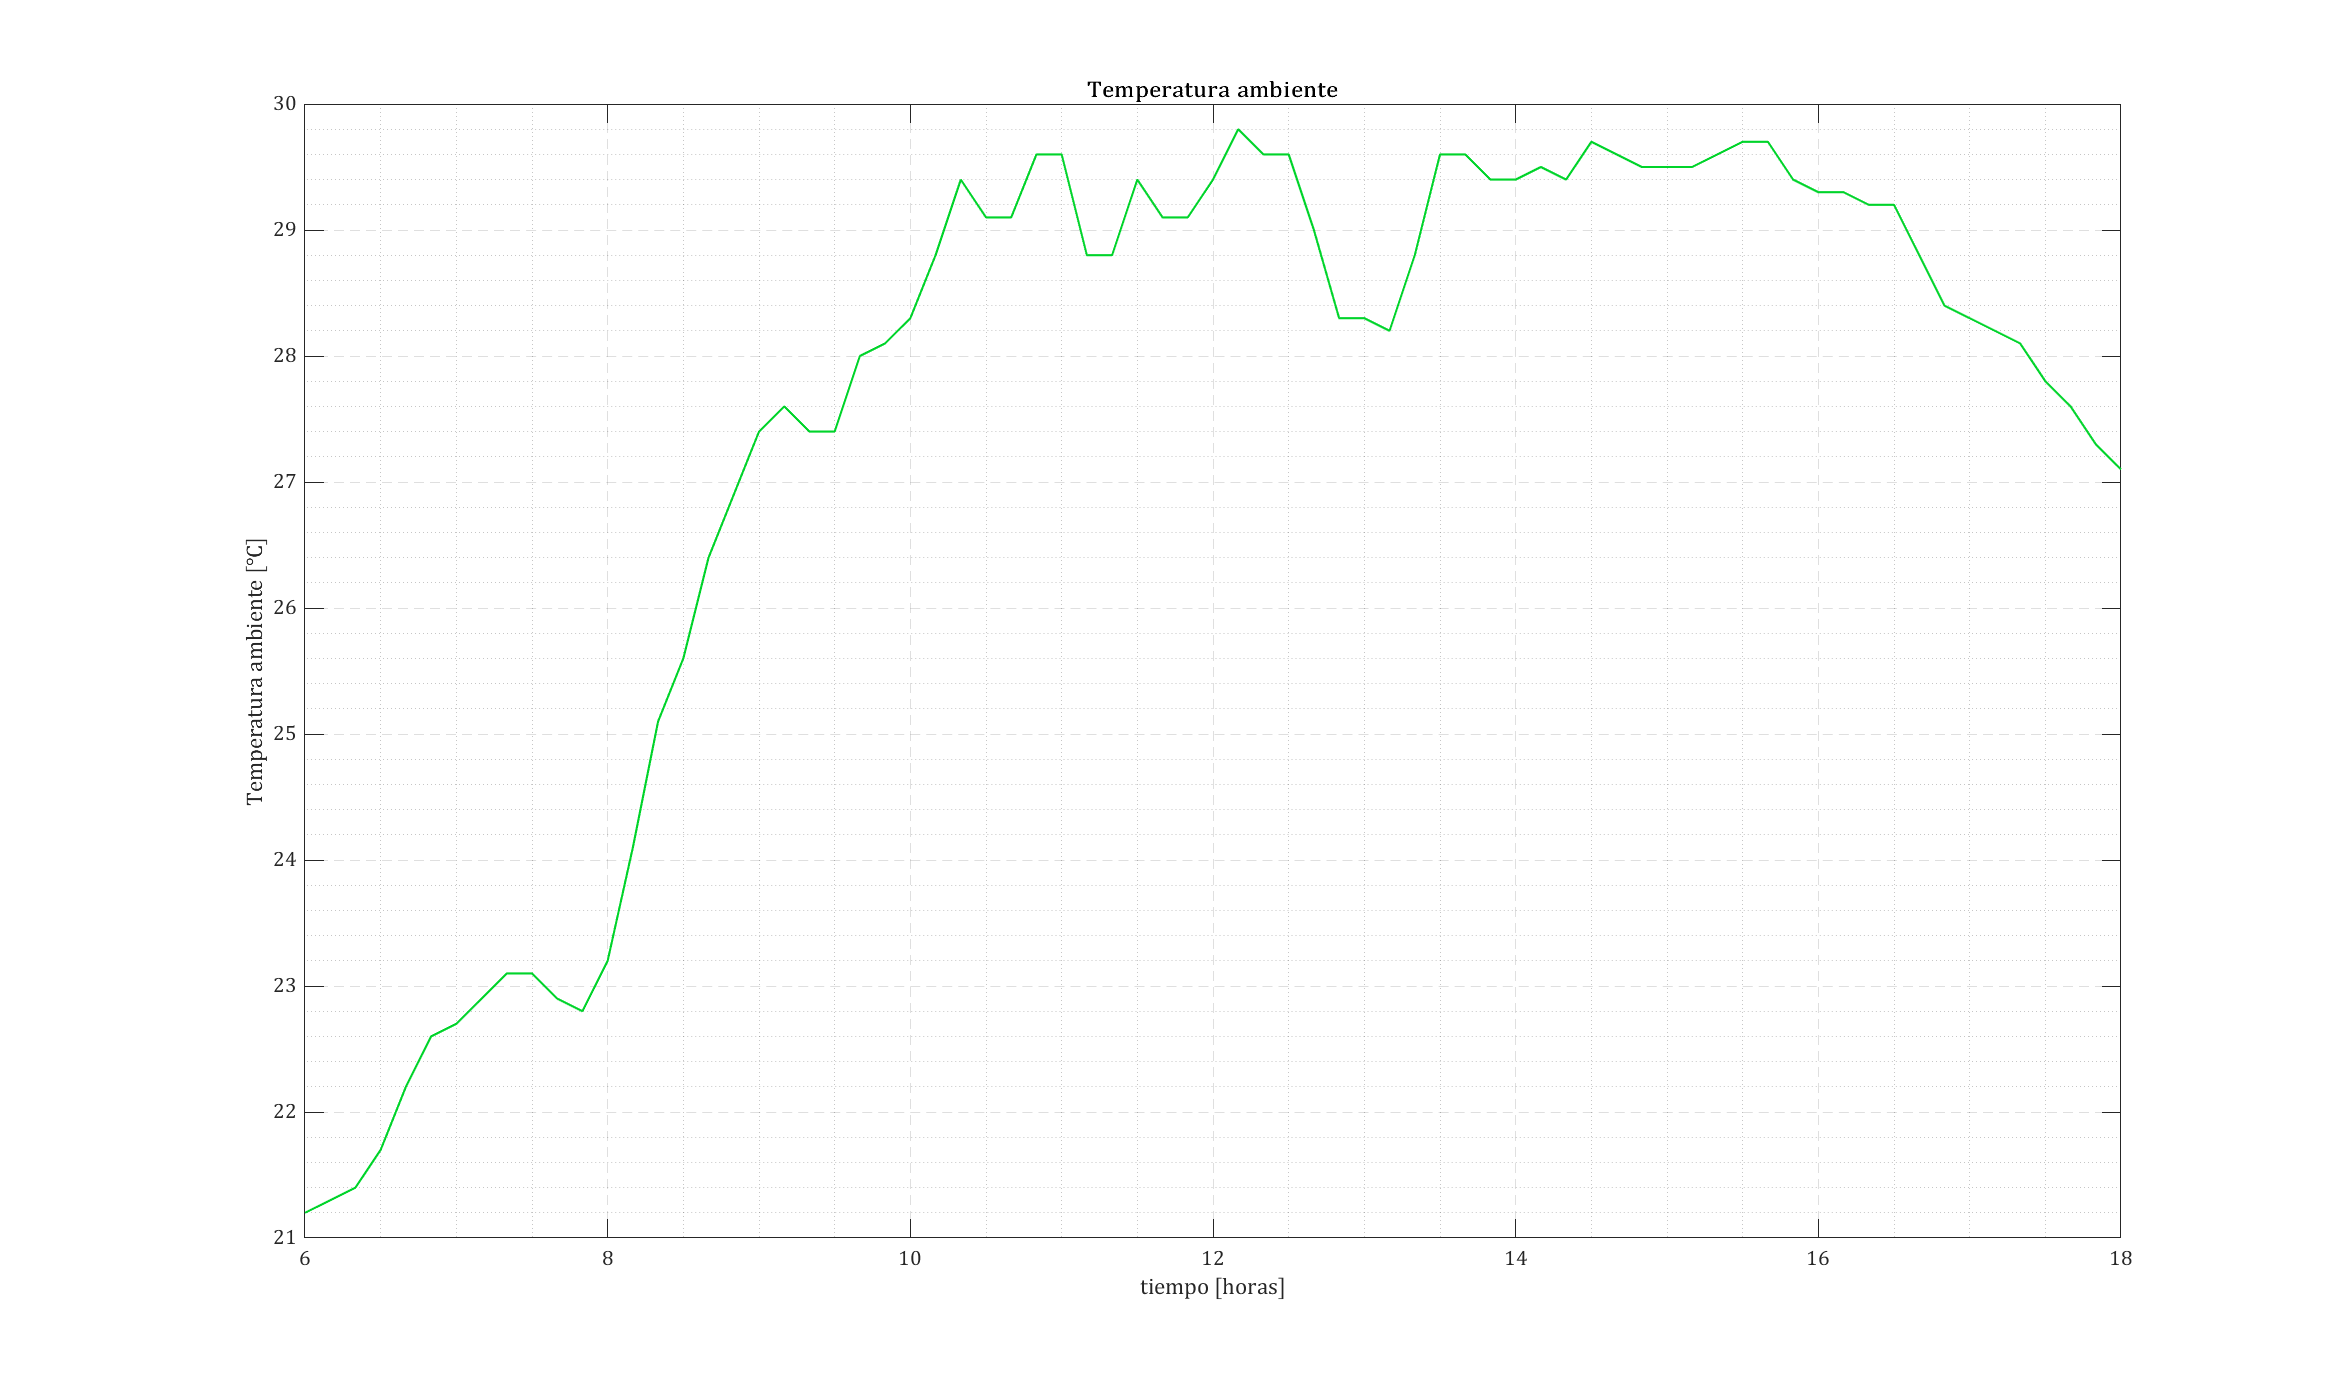 Temperatura ambiente
30
29
28
27
26
25
24
23
22
21
Temperatura ambiente [°C]
6 8 10 12 14 16 18
tiempo [horas]